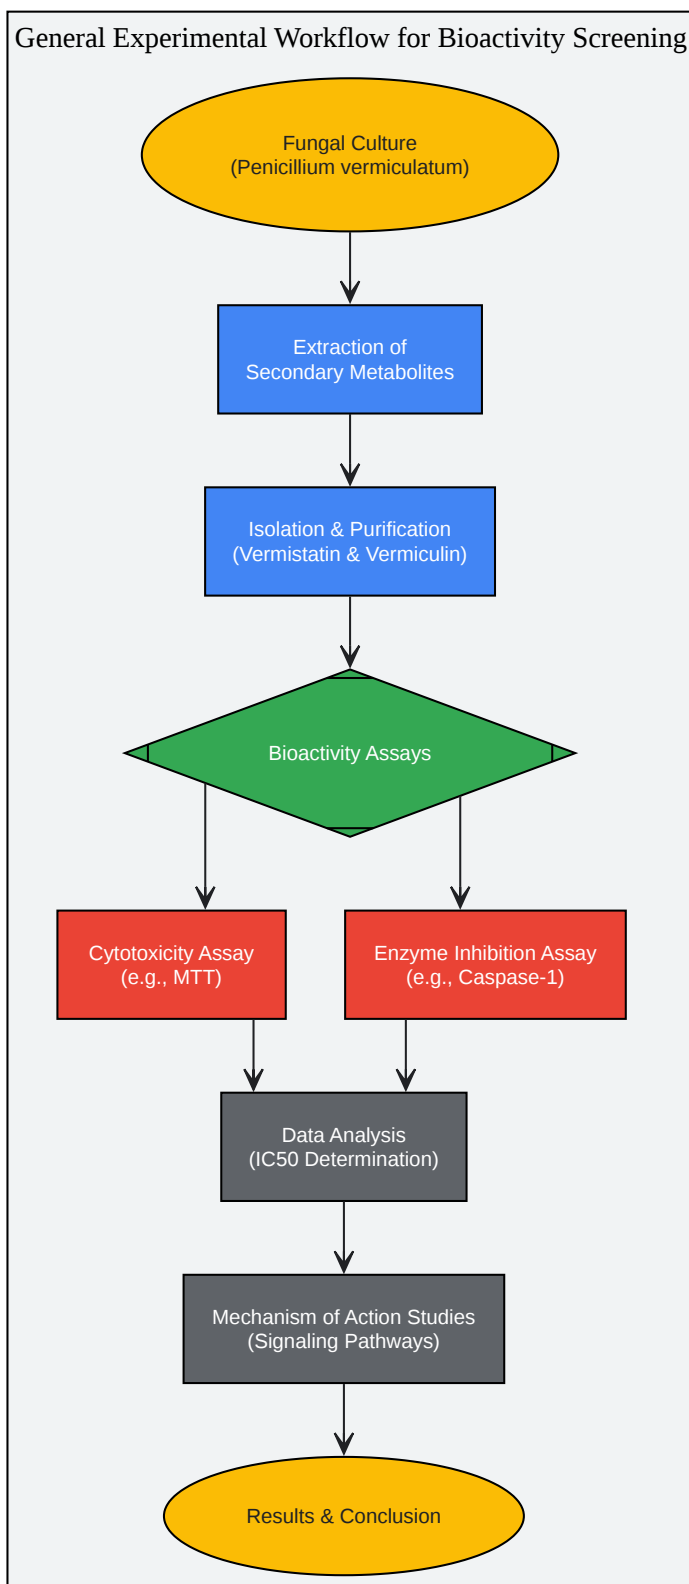 General Experimental Workflow for Bioactivity Screening
Fungal Culture
(Penicillium vermiculatum)
Extraction of
Secondary Metabolites
Isolation & Purification
(Vermistatin & Vermiculin)
Bioactivity Assays
Cytotoxicity Assay
(e.g., MTT)
Enzyme Inhibition Assay
(e.g., Caspase-1)
Data Analysis
(IC50 Determination)
Mechanism of Action Studies
(Signaling Pathways)
Results & Conclusion